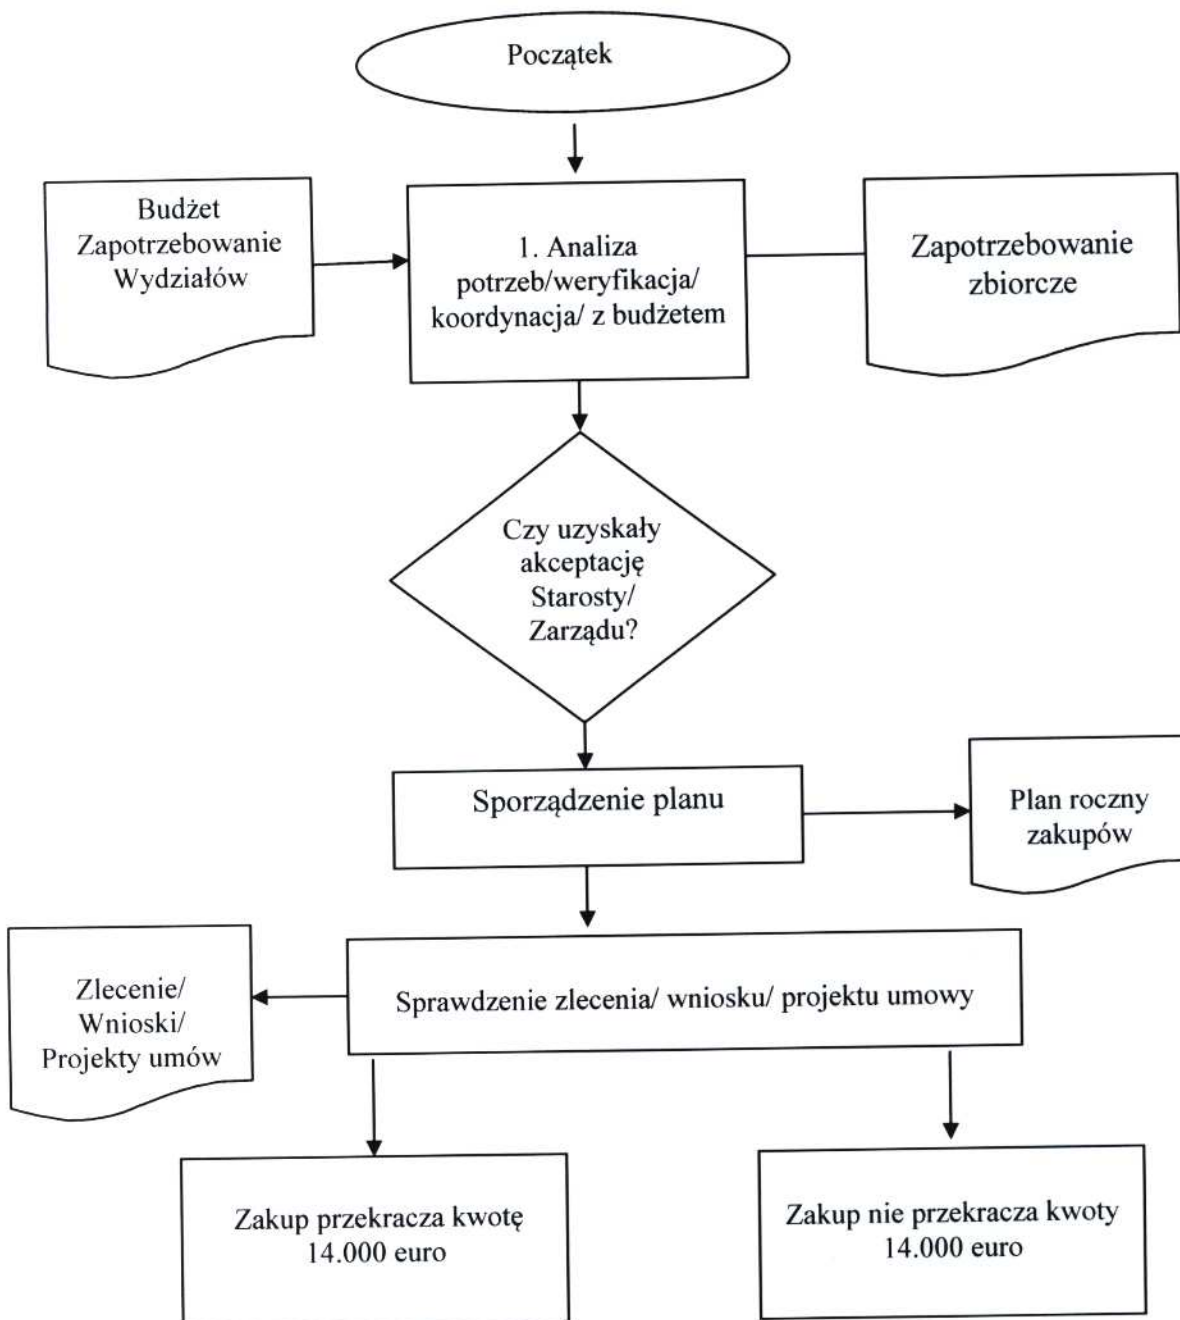 Początek
Budżet
Zapotrzebowanie
Wydziałów
1. Analiza
potrzeb/weryfikacja/
koordynacja/ z budżetem
Zapotrzebowanie
zbiorcze
Czy uzyskały
akceptację
Starosty/
Zarządu?
Sporządzenie planu
Plan roczny
zakupów
Zlecenie/
Wnioski/
Projekty umów
Sprawdzenie zlecenia/ wniosku/ projektu umowy
Zakup przekracza kwotę
14.000 euro
Zakup nie przekracza kwoty
14.000 euro